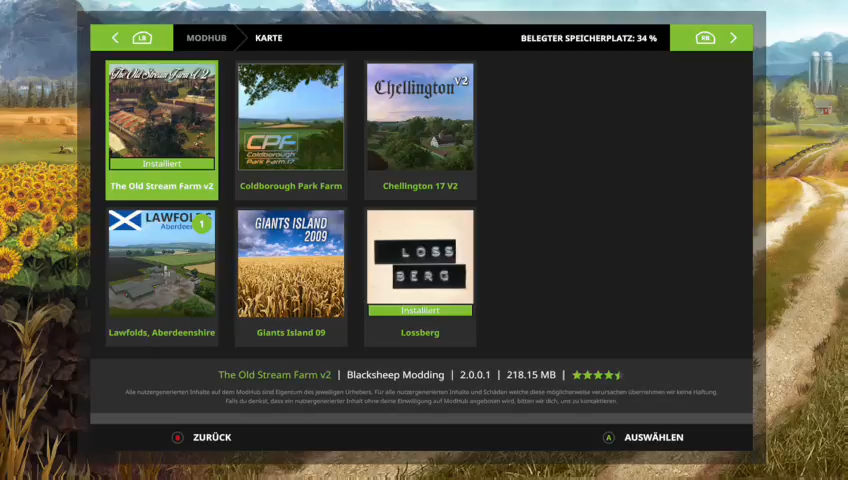 LB
MODHUB
KARTE
BELEGTER SPEICHERPLATZ: 34 %
RB
The Old Stream Farm v2
Installiert
The Old Stream Farm v2
CPF
Coldborough
Park Farm 17
Coldborough Park Farm
Chellington V2
Chellington 17 V2
LAWFOLDS
Aberdeen
1
Lawfolds, Aberdeenshire
GIANTS ISLAND
2009
Giants Island 09
LOSS
BERG
Installiert
Lossberg
The Old Stream Farm v2 | Blacksheep Modding | 2.0.0.1 | 218.15 MB |
Alle nutzergenerierten Inhalte auf dem ModHub sind Eigentum des jeweiligen Urhebers. Für alle nutzergenerierten Inhalte und Schäden welche diese möglicherweise verursachen übernehmen wir keine Haftung.
Falls du denkst, dass ein nutzergenerierter Inhalt ohne deine Einwilligung auf ModHub angeboten wird, bitten wir dich, uns zu kontaktieren.
B ZURÜCK
A AUSWÄHLEN